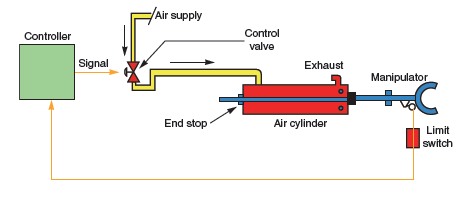 Air supply
Controller
Control
valve
Signal
Exhaust
Manipulator
End stop
Air cylinder
Limit
switch